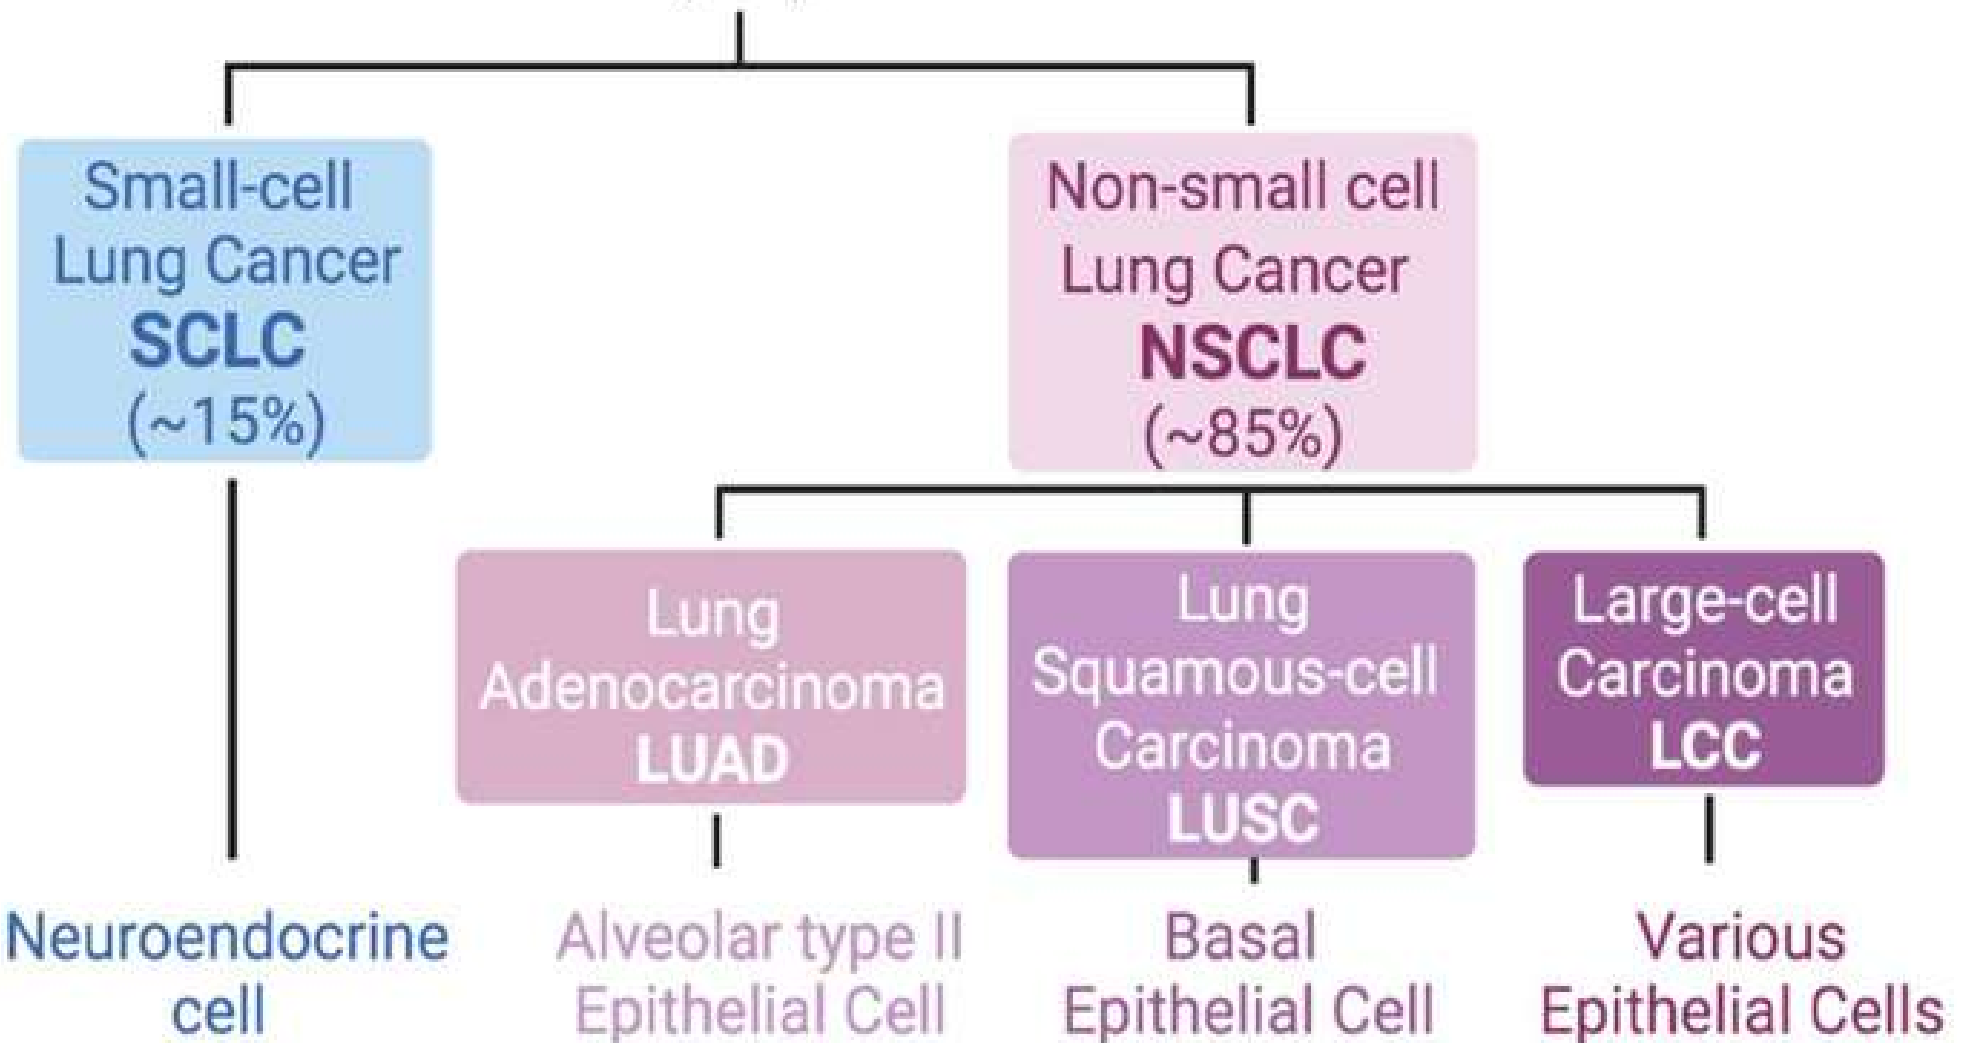 Small-cell
Lung Cancer
SCLC
(~15%)
Non-small cell
Lung Cancer
NSCLC
(~85%)
Lung
Adenocarcinoma
LUAD
Lung
Squamous-cell
Carcinoma
LUSC
Large-cell
Carcinoma
LCC
Neuroendocrine
cell
Alveolar type II
Epithelial Cell
Basal
Epithelial Cell
Various
Epithelial Cells